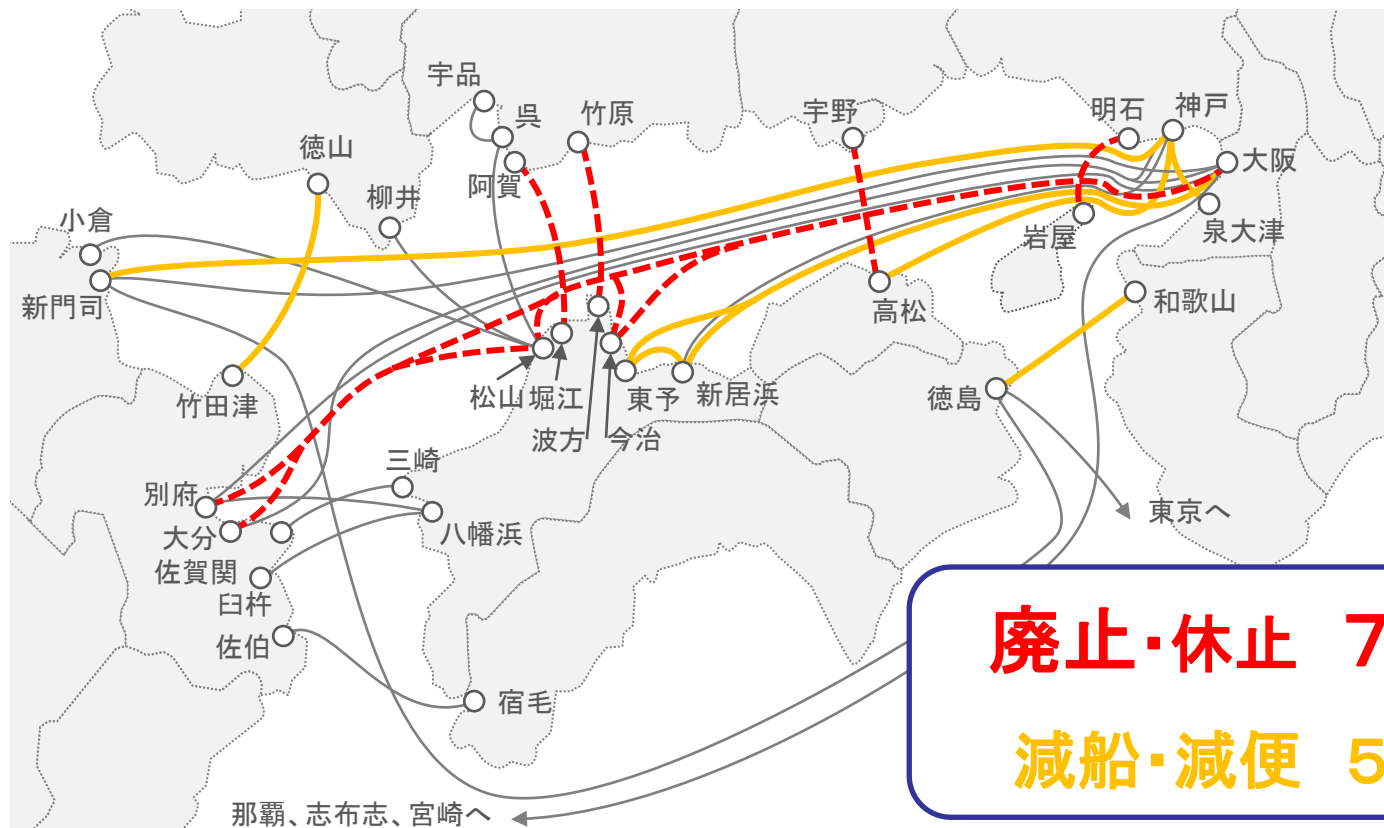 宇品
呉
竹原
宇野
明石
神戸
大阪
徳山
阿賀
柳井
小倉
新門司
岩屋
泉大津
和歌山
高松
竹田津
松山
堀江
東予
新居浜
徳島
波方
今治
三崎
別府
大分
八幡浜
東京へ
佐賀関
臼杵
佐伯
宿毛
廃止・休止 7
減船・減便 5
那覇、志布志、宮崎へ